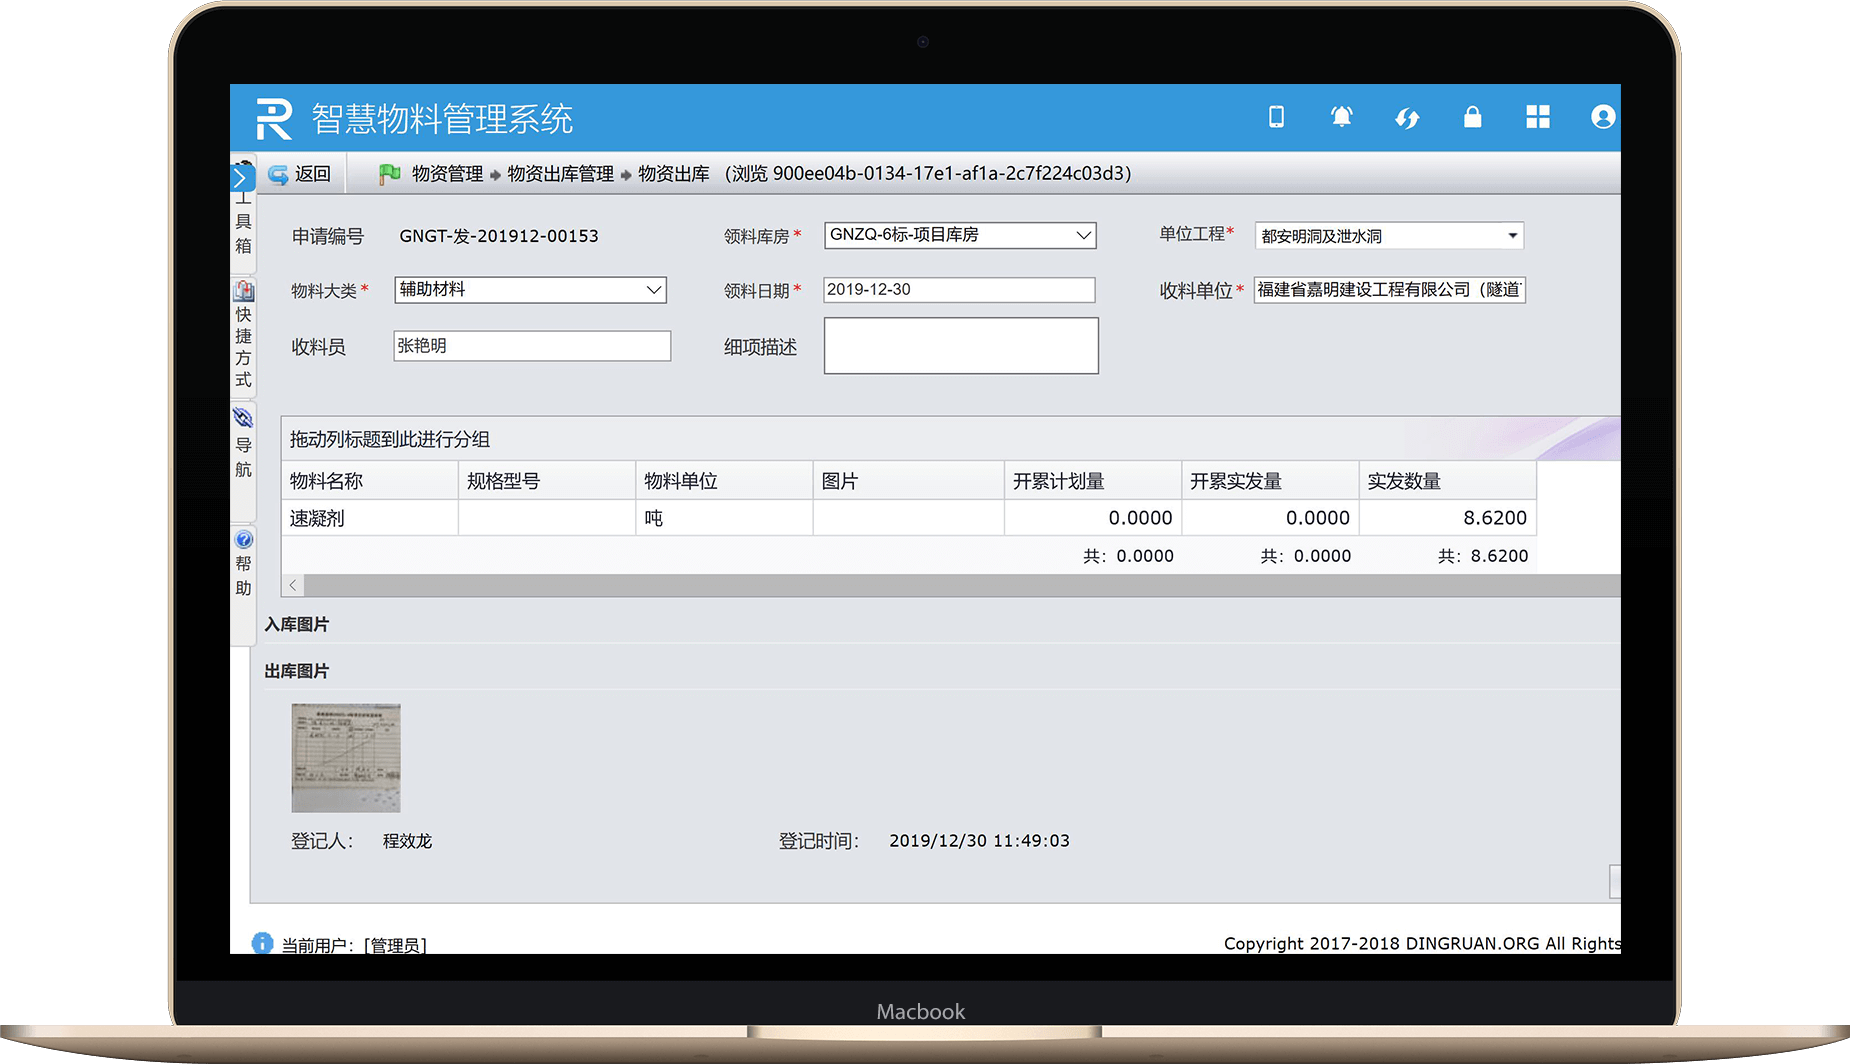 智慧物料管理系统
返回 物资管理 物资出库管理 物资出库 (浏览 900ee04b-0134-17e1-af1a-2c7f224c03d3)
工具箱
快捷方式
导航
帮助
申请编号 GNGT-发-201912-00153 领料库房* GNZQ-6标-项目库房 单位工程* 都安明洞及泄水洞
物料大类* 辅助材料 领料日期* 2019-12-30 收料单位* 福建省嘉明建设工程有限公司（隧道
收料员 张艳明 细项描述
拖动列标题到此进行分组
物料名称 规格型号 物料单位 图片 开累计划量 开累实发量 实发数量
速凝剂 吨 0.0000 0.0000 8.6200
共: 0.0000 共: 0.0000 共: 8.6200
入库图片
出库图片
登记人: 程效龙 登记时间: 2019/12/30 11:49:03
当前用户: [管理员] Copyright 2017-2018 DINGRUAN.ORG All Rights
Macbook